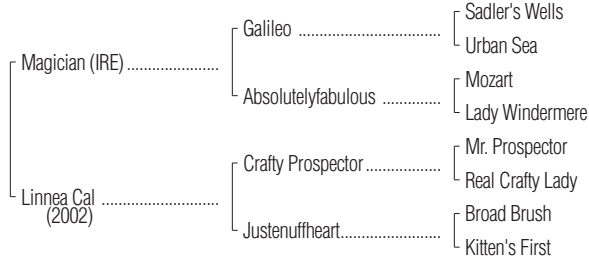 Sadler's Wells
Galileo ......................................
Urban Sea
Magician (IRE) ........................
Mozart
Absolutelyfabulous ...............
Lady Windermere
Mr. Prospector
Crafty Prospector...................
Real Crafty Lady
Linnea Cal ...............................
(2002)
Broad Brush
Justenuffheart..........................
Kitten's First